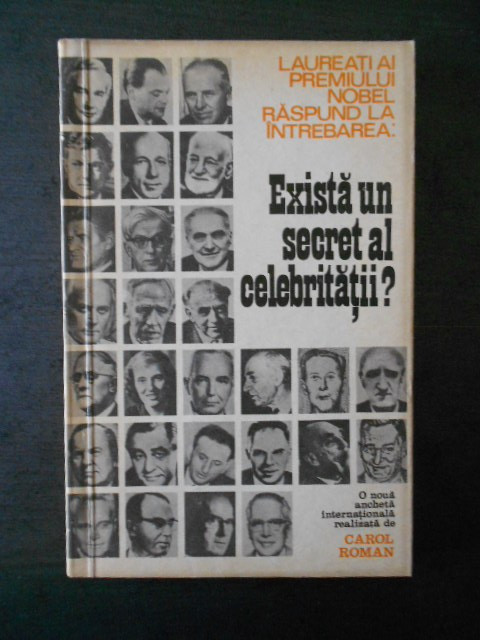 LAUREAȚI AI
PREMIULUI
NOBEL
RĂSPUND LA
ÎNTREBAREA:
Există un
secret al
celebrității?
O nouă
anchetă
internațională
realizată de
CAROL
ROMAN